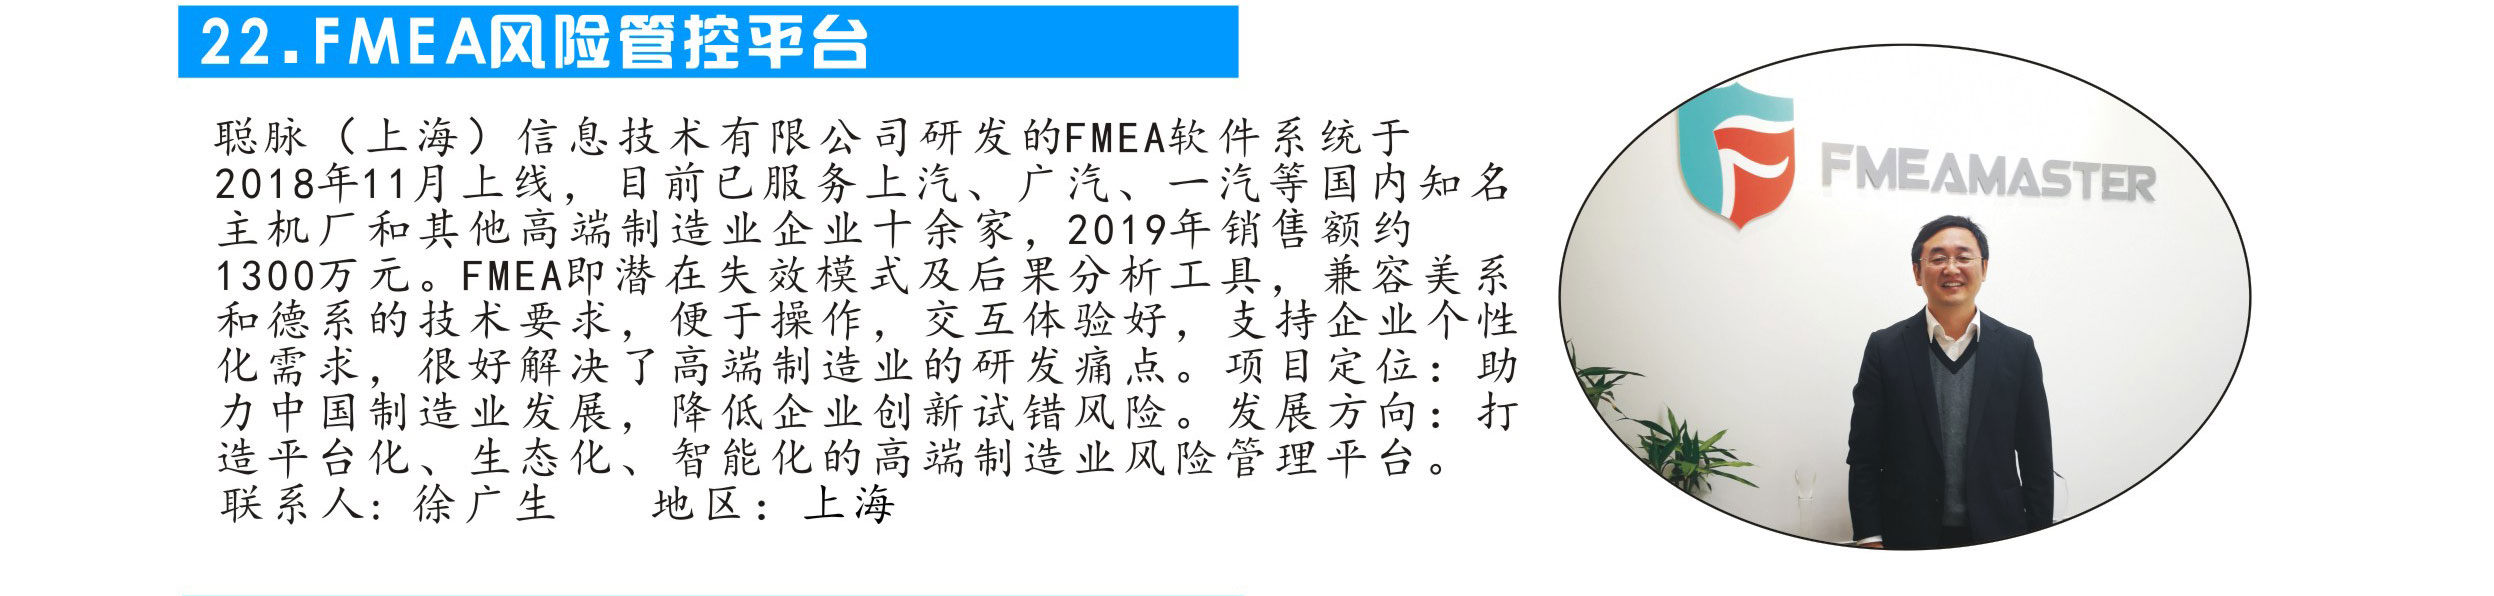 22.FMEA风险管控平台
聪脉（上海）信息技术有限公司研发的FMEA软件系统于
2018年11月上线，目前已服务上汽、广汽、一汽等国内知名
主机厂和其他高端制造业企业十余家，2019年销售额约
1300万元。FMEA即潜在失效模式及后果分析工具，兼容美系
和德系的技术要求，便于操作，交互体验好，支持企业个性
化需求，很好解决了高端制造业的研发痛点。项目定位：助
力中国制造业发展，降低企业创新试错风险。发展方向：打
造平台化、生态化、智能化的高端制造业风险管理平台。
联系人：徐广生 地区：上海
FMEAMASTER